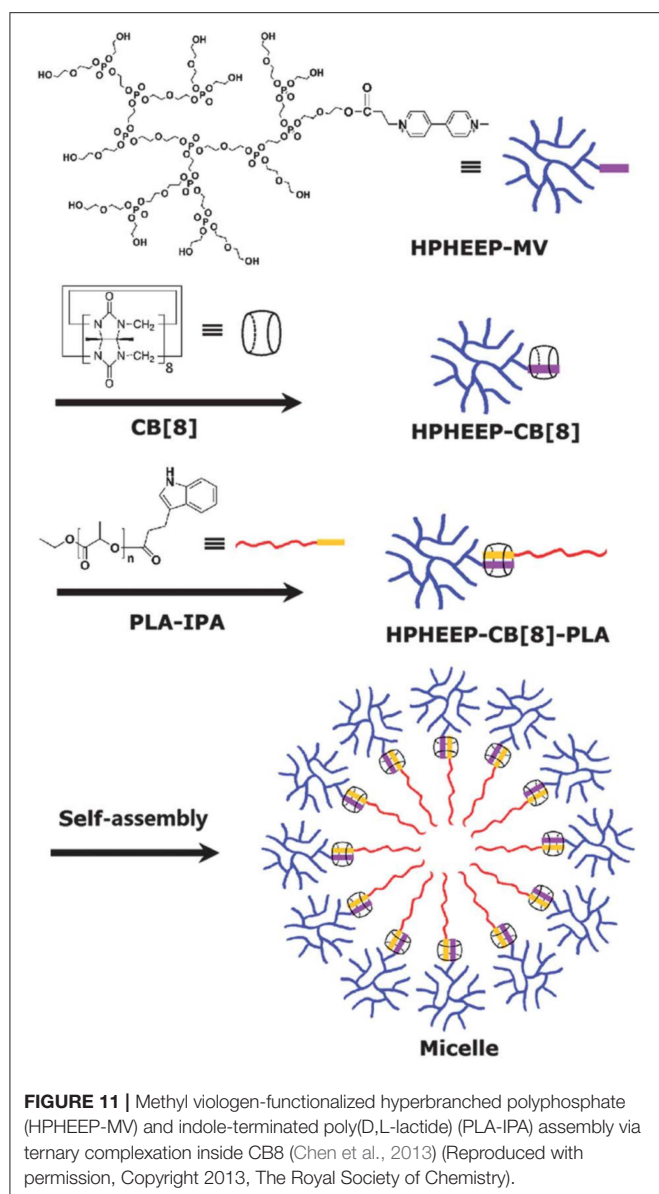 HPHEEP-MV
CB[8]
HPHEEP-CB[8]
PLA-IPA
HPHEEP-CB[8]-PLA
Self-assembly
Micelle
FIGURE 11 | Methyl viologen-functionalized hyperbranched polyphosphate
(HPHEEP-MV) and indole-terminated poly(D,L-lactide) (PLA-IPA) assembly via
ternary complexation inside CB8 (Chen et al., 2013) (Reproduced with
permission, Copyright 2013, The Royal Society of Chemistry).